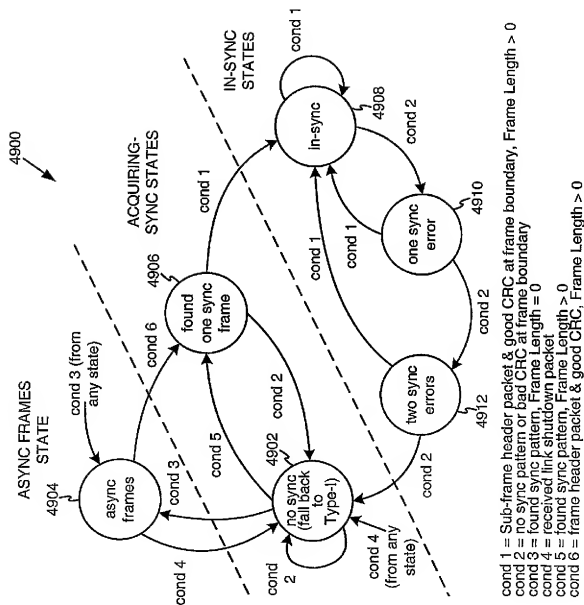 4900
ASYNC FRAMES
STATE
4904
async
frames
cond 3 (from
any state)
ACQUIRING-
SYNC STATES
4906
found
one sync
frame
cond 6
cond 1
cond 3
cond 4
cond 5
cond 2
4902
no sync
(fall back
to
Type-I)
cond
2
cond 4
(from any
state)
IN-SYNC
STATES
cond 1
4908
in-sync
cond 2
cond 1
cond 1
4910
one sync
error
cond 2
two sync
errors
4912
cond 2
cond 1 = Sub-frame header packet & good CRC at frame boundary, Frame Length > 0
cond 2 = no sync pattern or bad CRC at frame boundary
cond 3 = found sync pattern, Frame Length = 0
cond 4 = received link shutdown packet
cond 5 = found sync pattern, Frame Length > 0
cond 6 = frame header packet & good CRC, Frame Length > 0